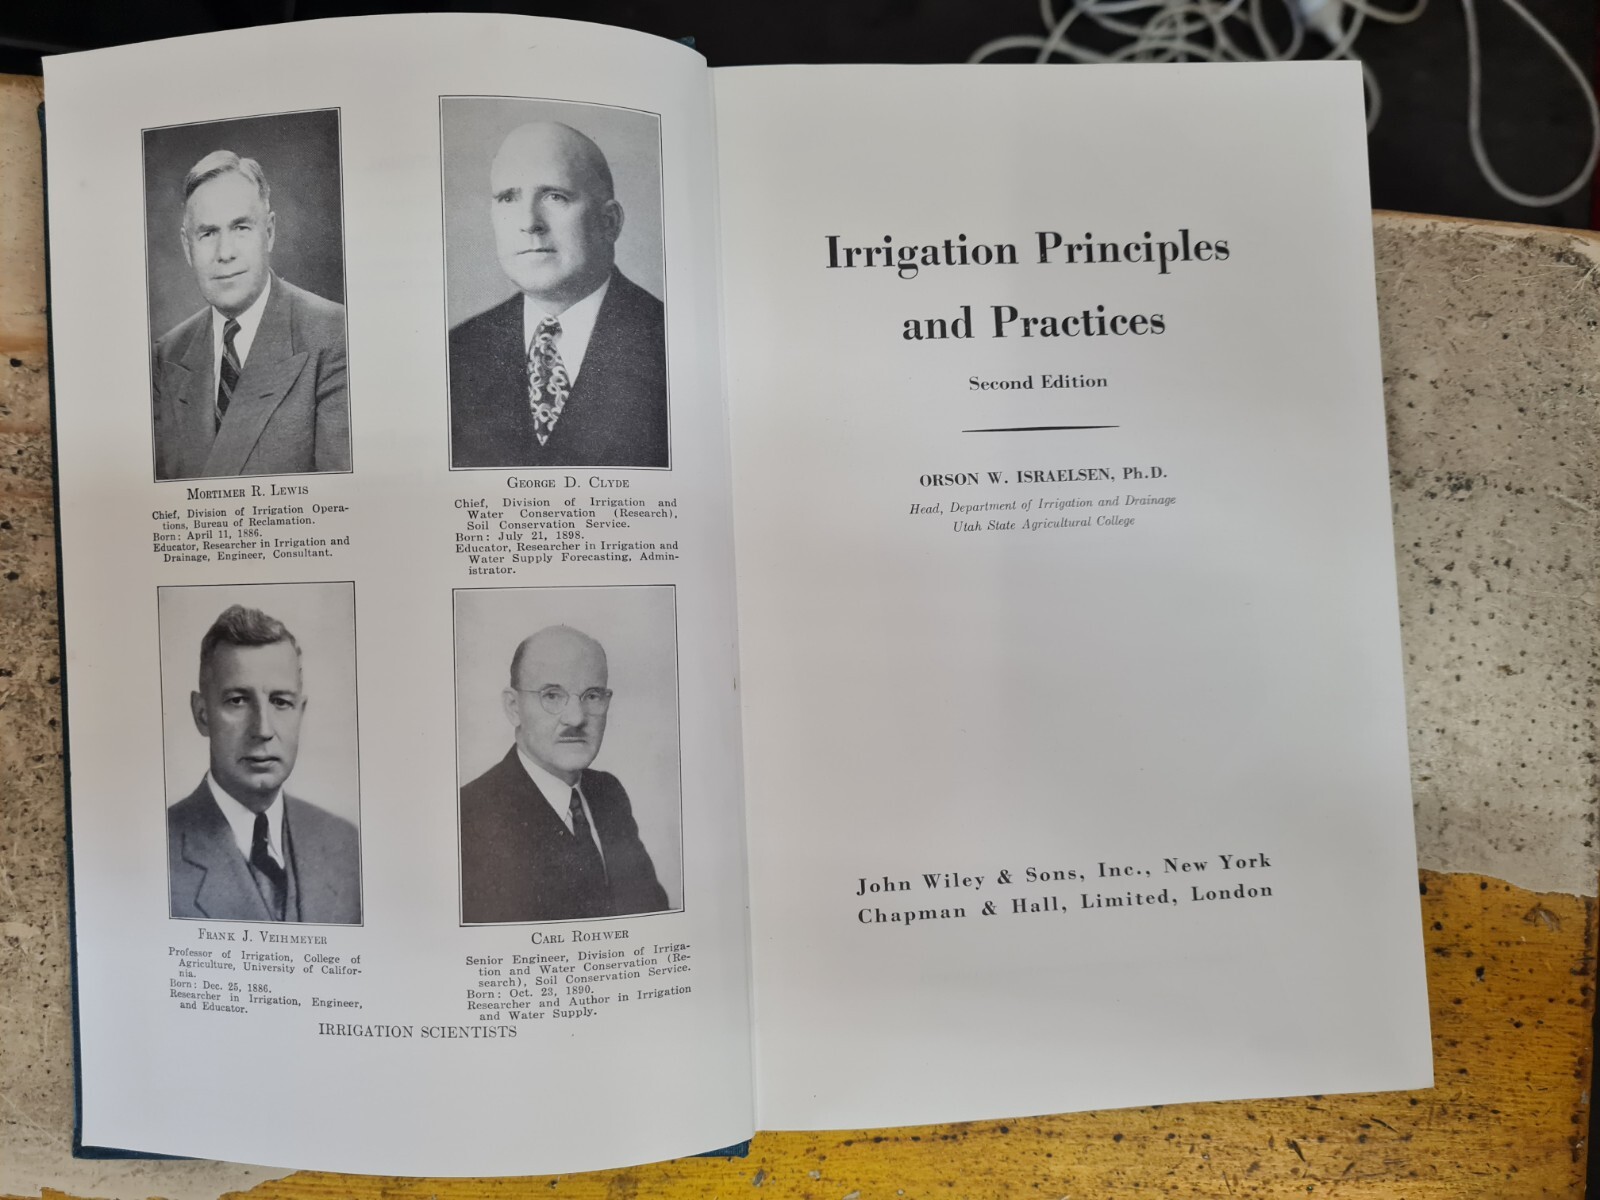 MORTIMER R. LEWIS
Chief, Division of Irrigation Opera-
tions, Bureau of Reclamation.
Born: April 11, 1886.
Educator, Researcher in Irrigation and
Drainage, Engineer, Consultant.
GEORGE D. CLYDE
Chief, Division of Irrigation and
Water Conservation (Research),
Soil Conservation Service.
Born: July 21, 1898.
Educator, Researcher in Irrigation and
Water Supply Forecasting, Admin-
istrator.
FRANK J. VEIHMEYER
Professor of Irrigation, College of
Agriculture, University of Califor-
nia.
Born: Dec. 25, 1886.
Researcher in Irrigation, Engineer,
and Educator.
CARL ROHWER
Senior Engineer, Division of Irriga-
tion and Water Conservation (Re-
search), Soil Conservation Service.
Born: Oct. 23, 1890.
Researcher and Author in Irrigation
and Water Supply.
IRRIGATION SCIENTISTS
Irrigation Principles
and Practices
Second Edition
ORSON W. ISRAELSEN, Ph.D.
Head, Department of Irrigation and Drainage
Utah State Agricultural College
John Wiley & Sons, Inc., New York
Chapman & Hall, Limited, London